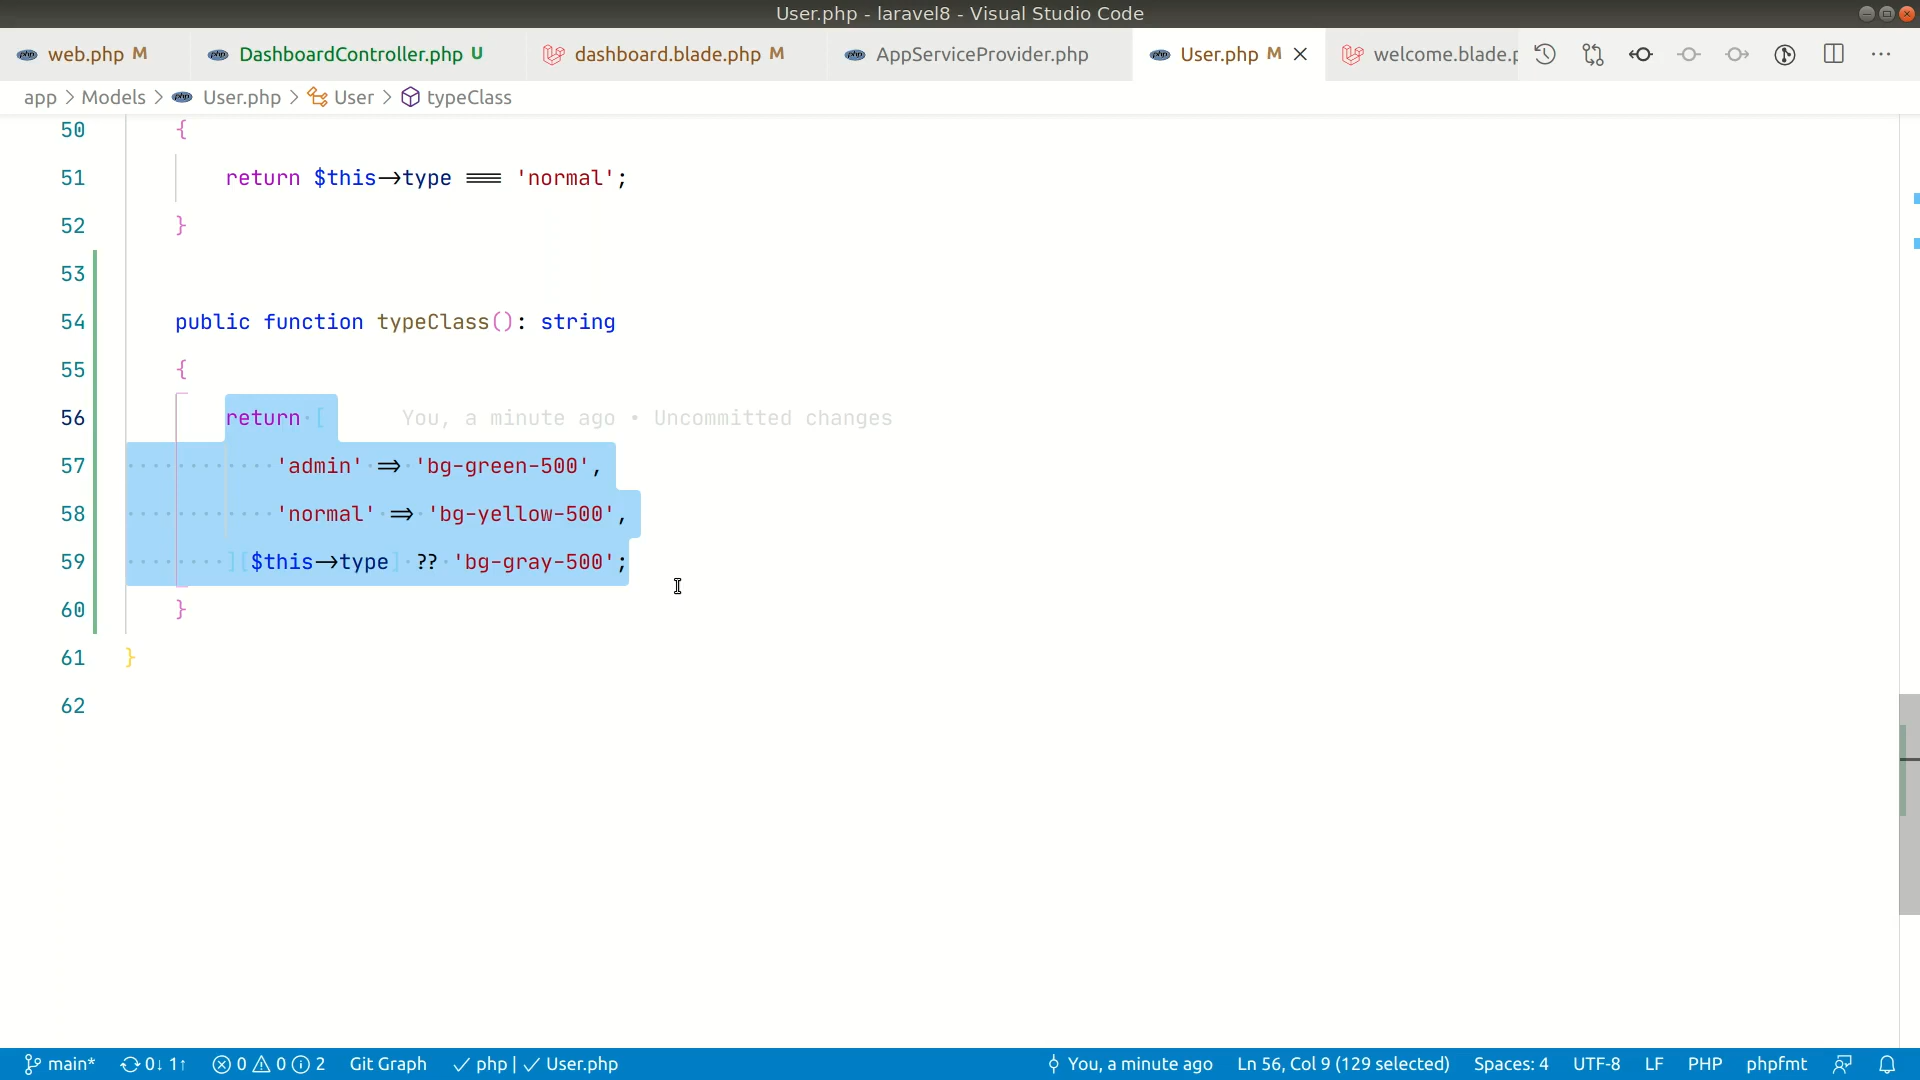 User.php - laravel8 - Visual Studio Code
web.php M DashboardController.php U dashboard.blade.php M AppServiceProvider.php User.php M welcome.blade.p
app > Models > User.php > User > typeClass
50 {
51 return $this->type === 'normal';
52 }
53
54 public function typeClass(): string
55 {
56 return [ You, a minute ago • Uncommitted changes
57 'admin' => 'bg-green-500',
58 'normal' => 'bg-yellow-500',
59 ][$this->type] ?? 'bg-gray-500';
60 }
61 }
62
main* 0↓ 1↑ 0 0 2 Git Graph ✓ php | ✓ User.php You, a minute ago Ln 56, Col 9 (129 selected) Spaces: 4 UTF-8 LF PHP phpfmt